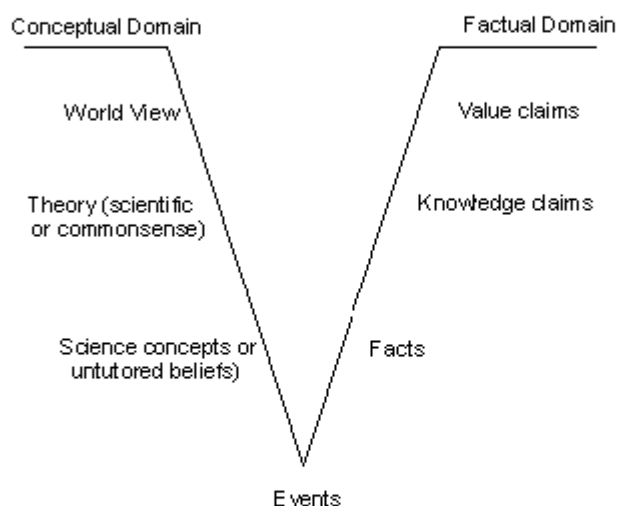 Conceptual Domain
Factual Domain
World View
Value claims
Theory (scientific
or commonsense)
Knowledge claims
Science concepts or
untutored beliefs)
Facts
Events